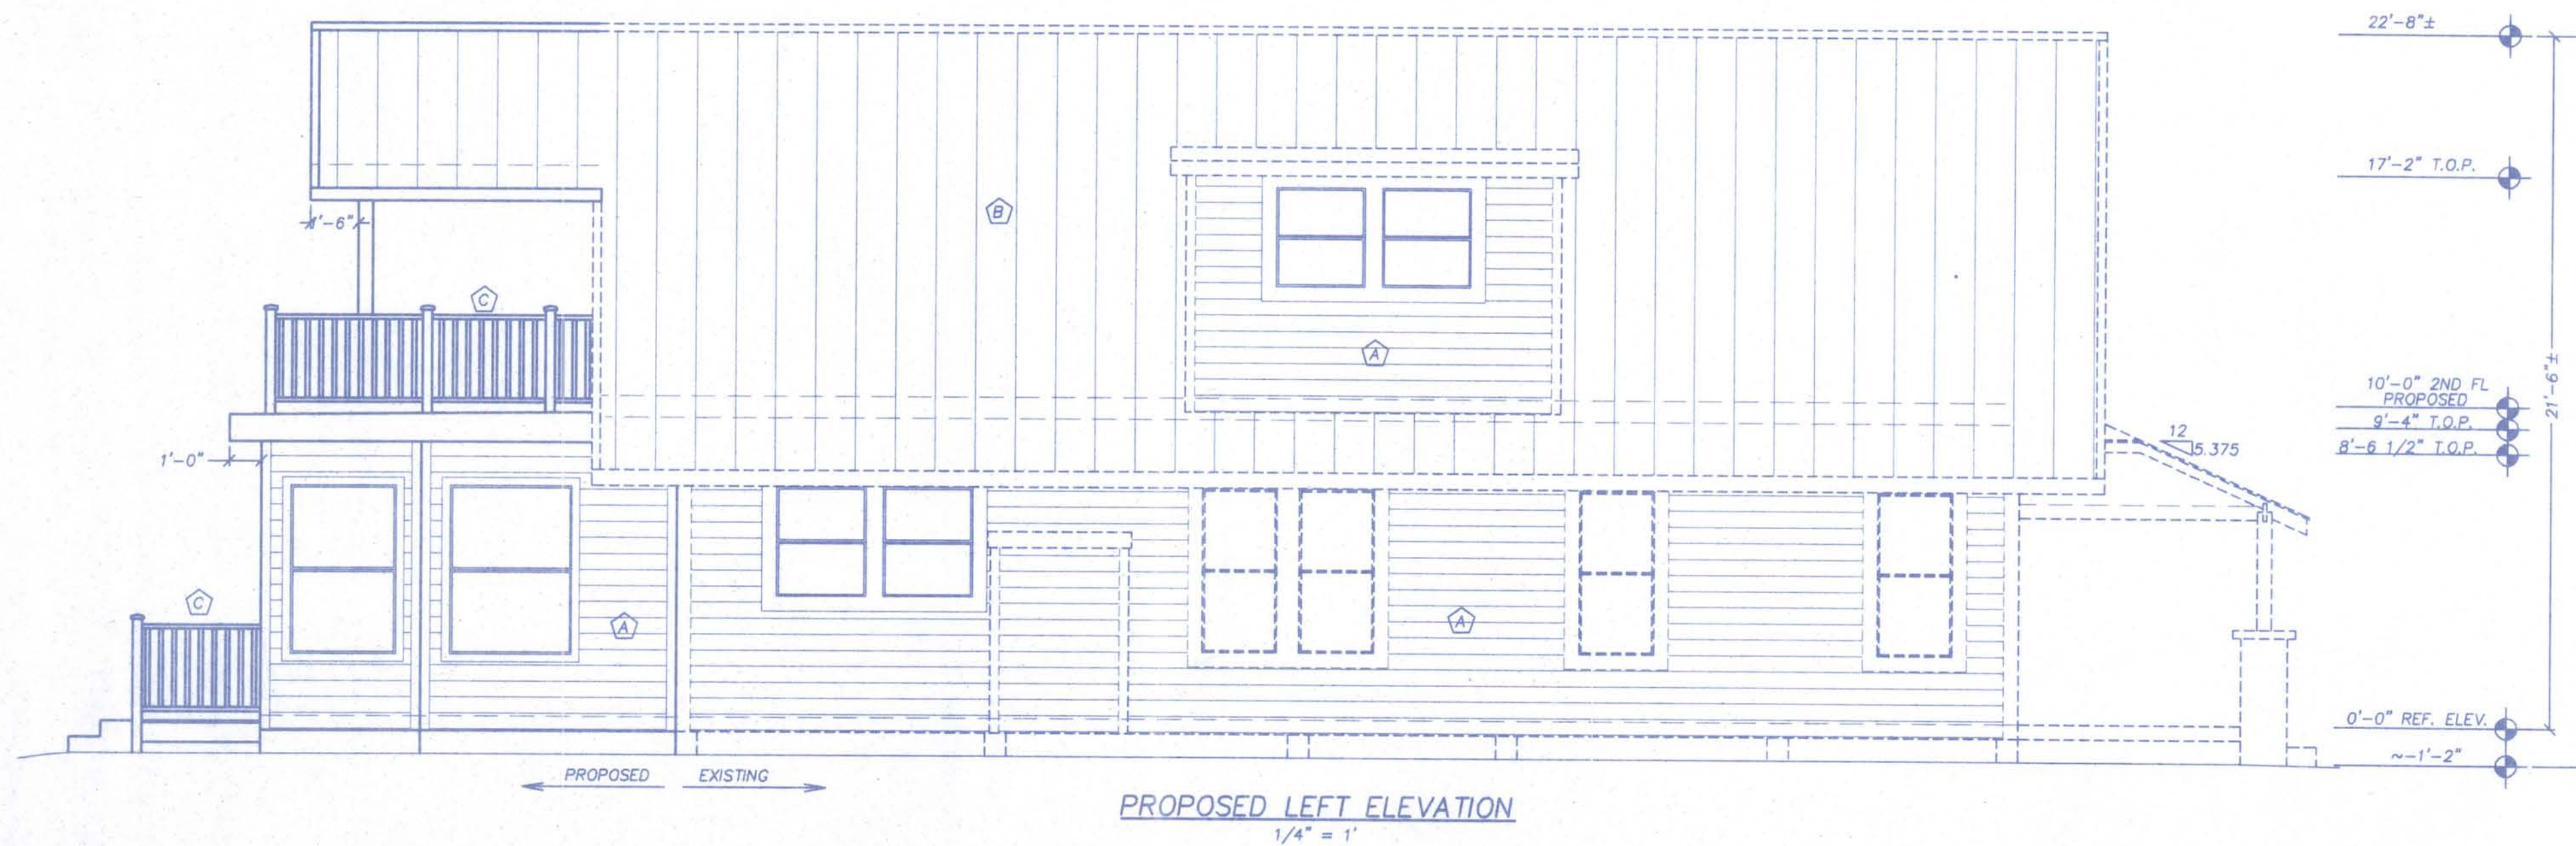 22'-8"±
17'-2" T.O.P.
B
1'-6"
C
A
10'-0" 2ND FL
PROPOSED
21'-6"±
9'-4" T.O.P.
12
5.375
8'-6 1/2" T.O.P.
1'-0"
C
A
A
0'-0" REF. ELEV.
~-1'-2"
PROPOSED EXISTING
PROPOSED LEFT ELEVATION
1/4" = 1'